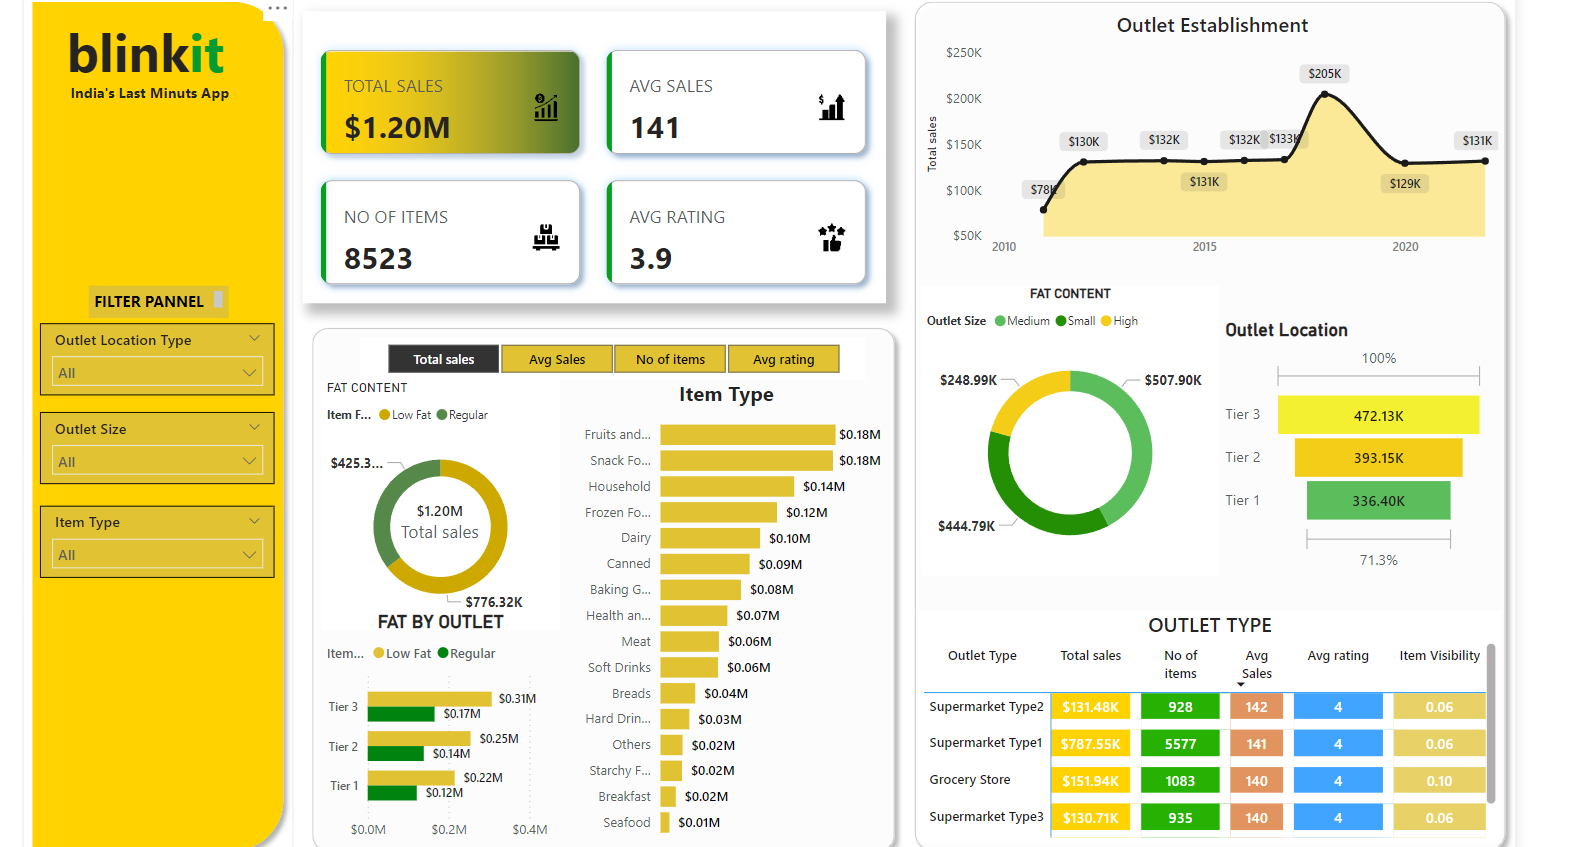 blinkit
India's Last Minuts App
FILTER PANNEL
Outlet Location Type
All
Outlet Size
All
Item Type
All
TOTAL SALES
$1.20M
AVG SALES
141
NO OF ITEMS
8523
AVG RATING
3.9
Total sales Avg Sales No of items Avg rating
FAT CONTENT
Item F... Low Fat Regular
$425.3...
$1.20M
Total sales
$776.32K
FAT BY OUTLET
Item... Low Fat Regular
Tier 3 $0.31M
$0.17M
Tier 2 $0.25M
$0.14M
Tier 1 $0.22M
$0.12M
$0.0M $0.2M $0.4M
Item Type
Fruits and... $0.18M
Snack Fo... $0.18M
Household $0.14M
Frozen Fo... $0.12M
Dairy $0.10M
Canned $0.09M
Baking G... $0.08M
Health an... $0.07M
Meat $0.06M
Soft Drinks $0.06M
Breads $0.04M
Hard Drin... $0.03M
Others $0.02M
Starchy F... $0.02M
Breakfast $0.02M
Seafood $0.01M
Outlet Establishment
Total sales
$250K
$200K
$150K
$100K
$50K
$78K $130K $132K $131K $132K $133K $205K $129K $131K
2010 2015 2020
FAT CONTENT
Outlet Size Medium Small High
$248.99K $507.90K
$444.79K
Outlet Location
100%
Tier 3 472.13K
Tier 2 393.15K
Tier 1 336.40K
71.3%
OUTLET TYPE
Outlet Type Total sales No of items Avg Sales Avg rating Item Visibility
Supermarket Type2 $131.48K 928 142 4 0.06
Supermarket Type1 $787.55K 5577 141 4 0.06
Grocery Store $151.94K 1083 140 4 0.10
Supermarket Type3 $130.71K 935 140 4 0.06